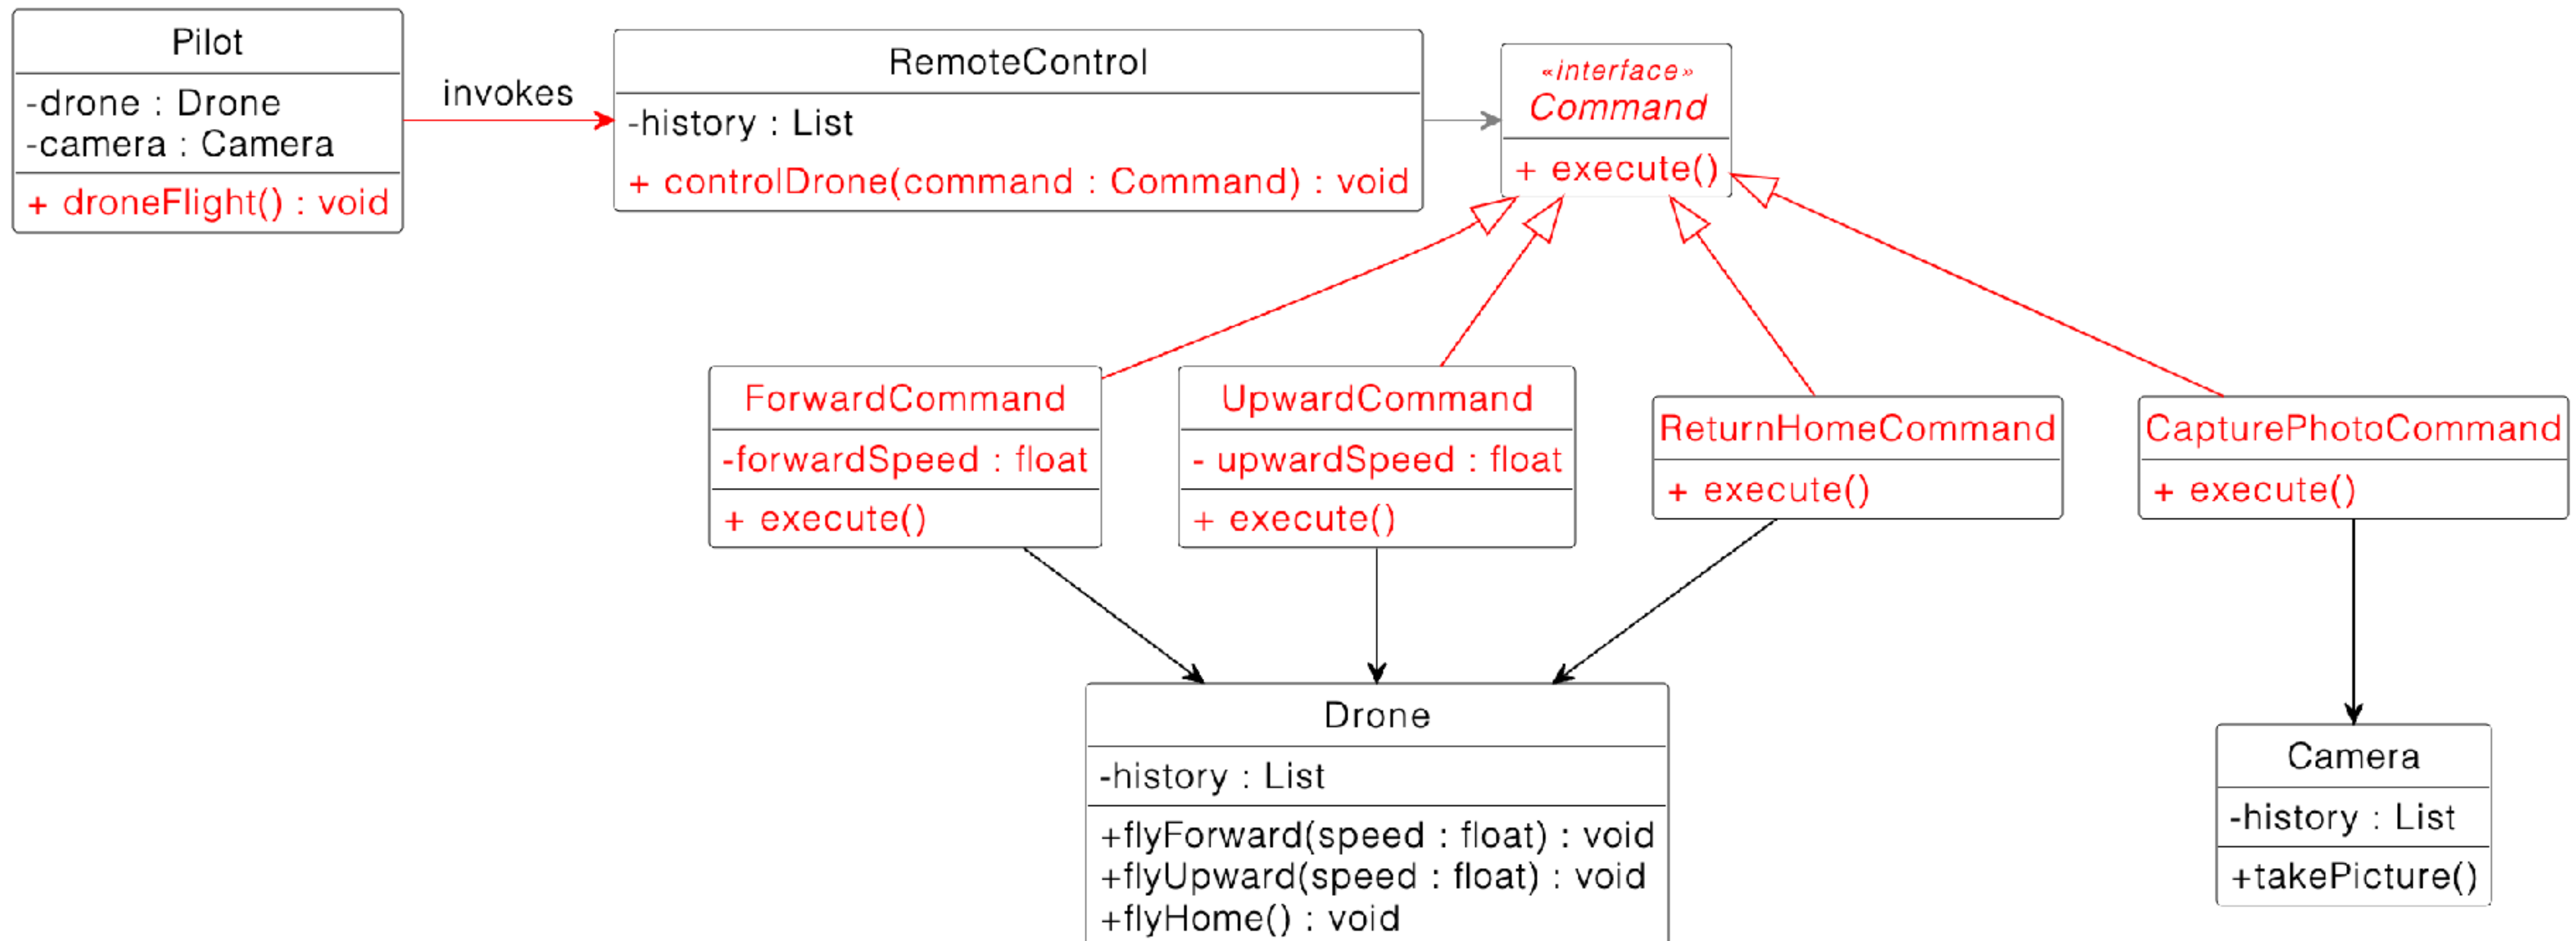 Pilot
-drone : Drone
-camera : Camera
+ droneFlight() : void
invokes
RemoteControl
-history : List
+ controlDrone(command : Command) : void
«interface»
Command
+ execute()
ForwardCommand
-forwardSpeed : float
+ execute()
UpwardCommand
- upwardSpeed : float
+ execute()
ReturnHomeCommand
+ execute()
CapturePhotoCommand
+ execute()
Drone
-history : List
+flyForward(speed : float) : void
+flyUpward(speed : float) : void
+flyHome() : void
Camera
-history : List
+takePicture()